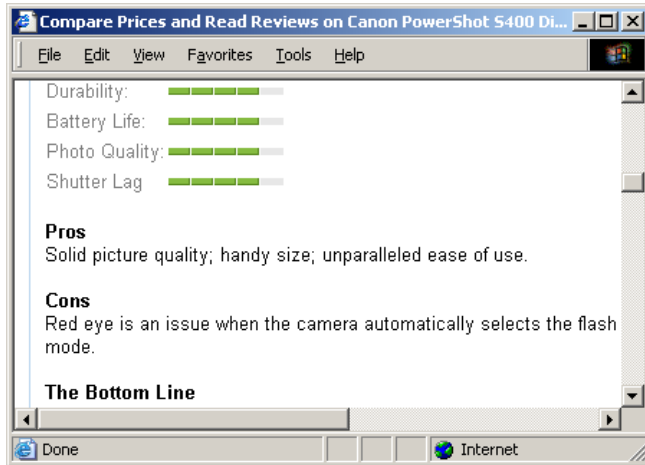 Compare Prices and Read Reviews on Canon PowerShot S400 Di...
File Edit View Favorites Tools Help
Durability:
Battery Life:
Photo Quality:
Shutter Lag
Pros
Solid picture quality; handy size; unparalleled ease of use.
Cons
Red eye is an issue when the camera automatically selects the flash
mode.
The Bottom Line
Done Internet